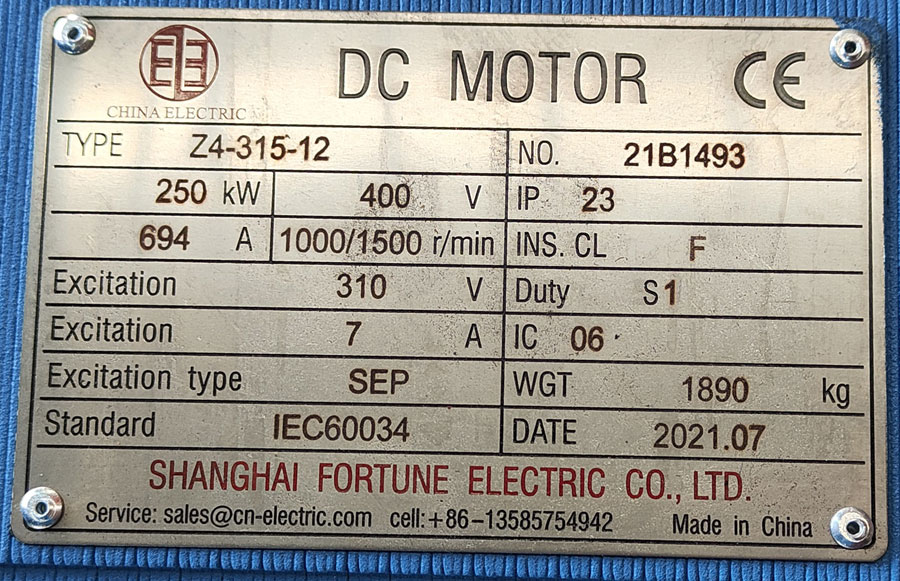 CHINA ELECTRIC
DC MOTOR CE
TYPE Z4-315-12 NO. 21B1493
250 kW 400 V IP 23
694 A 1000/1500 r/min INS. CL F
Excitation 310 V Duty S1
Excitation 7 A IC 06
Excitation type SEP WGT 1890 kg
Standard IEC60034 DATE 2021.07
SHANGHAI FORTUNE ELECTRIC CO., LTD.
Service: sales@cn-electric.com cell:+86-13585754942 Made in China